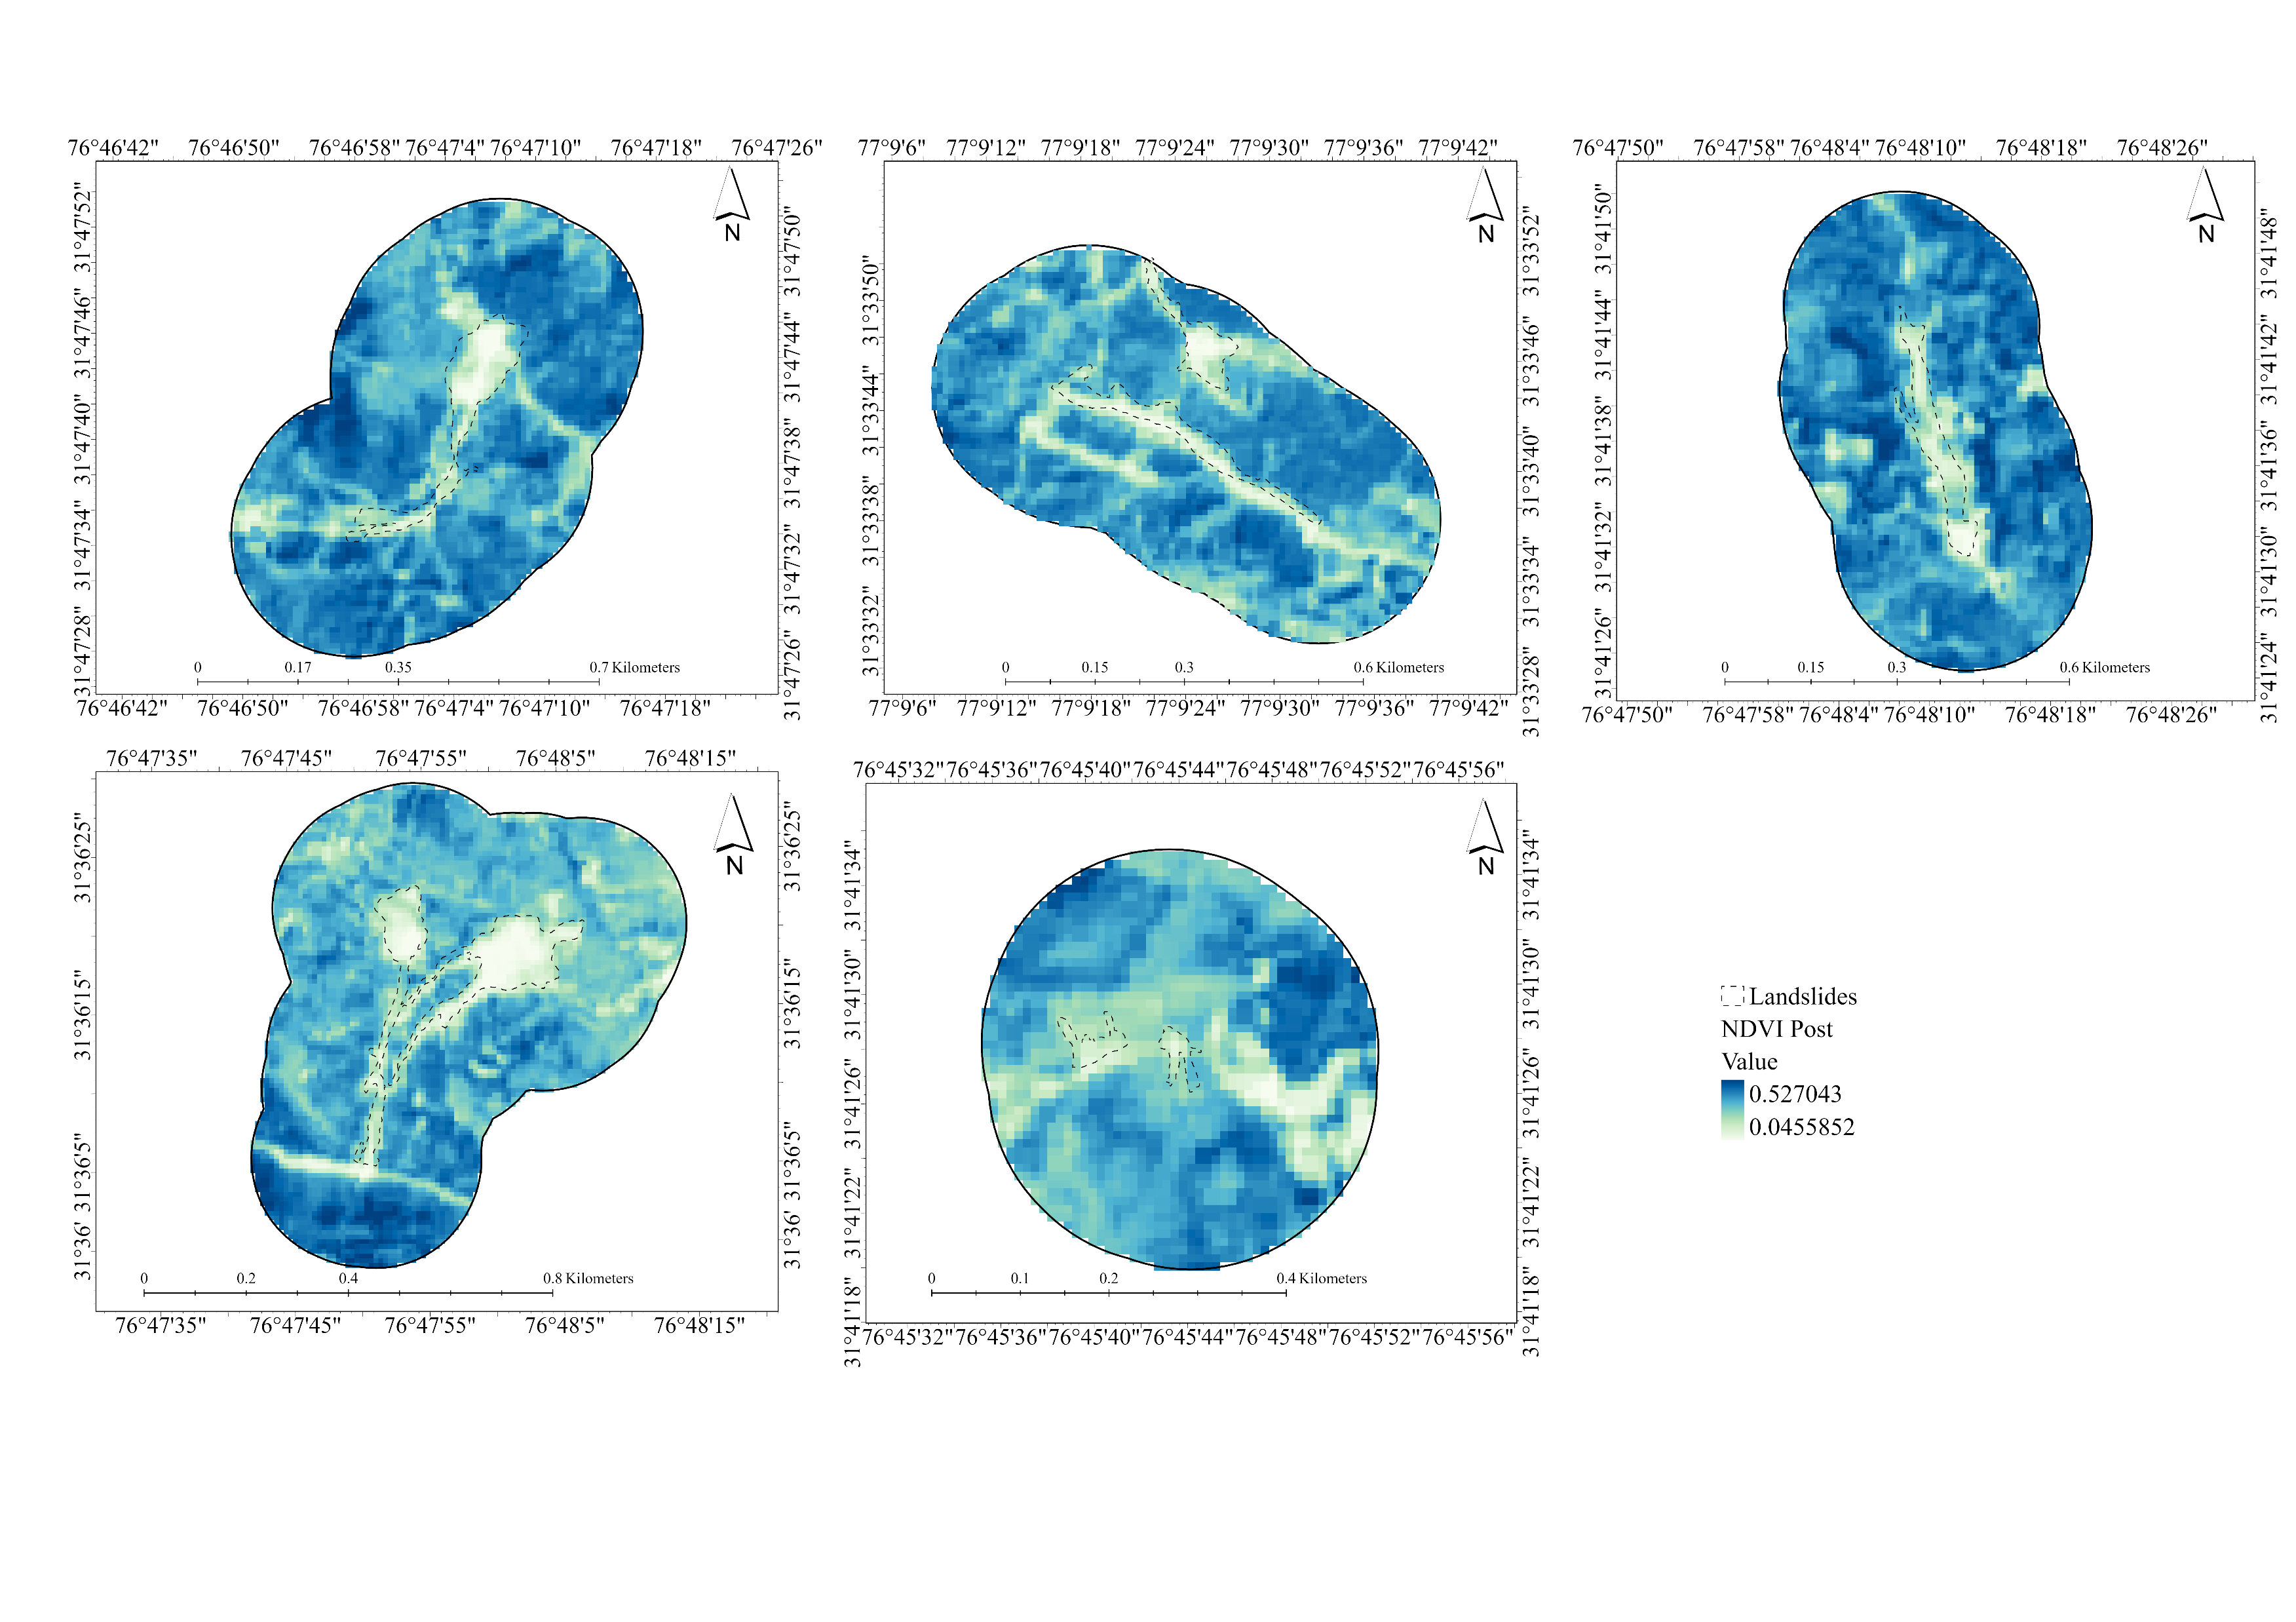 76°46'42" 76°46'50" 76°46'58" 76°47'4" 76°47'10" 76°47'18" 76°47'26"
31°47'52" 31°47'46" 31°47'40" 31°47'34" 31°47'28"
N
31°47'50" 31°47'44" 31°47'38" 31°47'32" 31°47'26"
0 0.17 0.35 0.7 Kilometers
76°46'42" 76°46'50" 76°46'58" 76°47'4" 76°47'10" 76°47'18"
77°9'6" 77°9'12" 77°9'18" 77°9'24" 77°9'30" 77°9'36" 77°9'42"
31°33'50" 31°33'44" 31°33'38" 31°33'32"
N
31°33'52" 31°33'46" 31°33'40" 31°33'34" 31°33'28"
0 0.15 0.3 0.6 Kilometers
77°9'6" 77°9'12" 77°9'18" 77°9'24" 77°9'30" 77°9'36" 77°9'42"
76°47'50" 76°47'58" 76°48'4" 76°48'10" 76°48'18" 76°48'26"
31°41'50" 31°41'44" 31°41'38" 31°41'32" 31°41'26"
N
31°41'48" 31°41'42" 31°41'36" 31°41'30" 31°41'24"
0 0.15 0.3 0.6 Kilometers
76°47'50" 76°47'58" 76°48'4" 76°48'10" 76°48'18" 76°48'26"
76°47'35" 76°47'45" 76°47'55" 76°48'5" 76°48'15"
31°36'25" 31°36'15" 31°36'5" 31°36'
N
31°36'25" 31°36'15" 31°36'5" 31°36'
0 0.2 0.4 0.8 Kilometers
76°47'35" 76°47'45" 76°47'55" 76°48'5" 76°48'15"
76°45'32" 76°45'36" 76°45'40" 76°45'44" 76°45'48" 76°45'52" 76°45'56"
31°41'34" 31°41'30" 31°41'26" 31°41'22" 31°41'18"
N
31°41'34" 31°41'30" 31°41'26" 31°41'22" 31°41'18"
0 0.1 0.2 0.4 Kilometers
76°45'32" 76°45'36" 76°45'40" 76°45'44" 76°45'48" 76°45'52" 76°45'56"
Landslides
NDVI Post
Value
0.527043
0.0455852